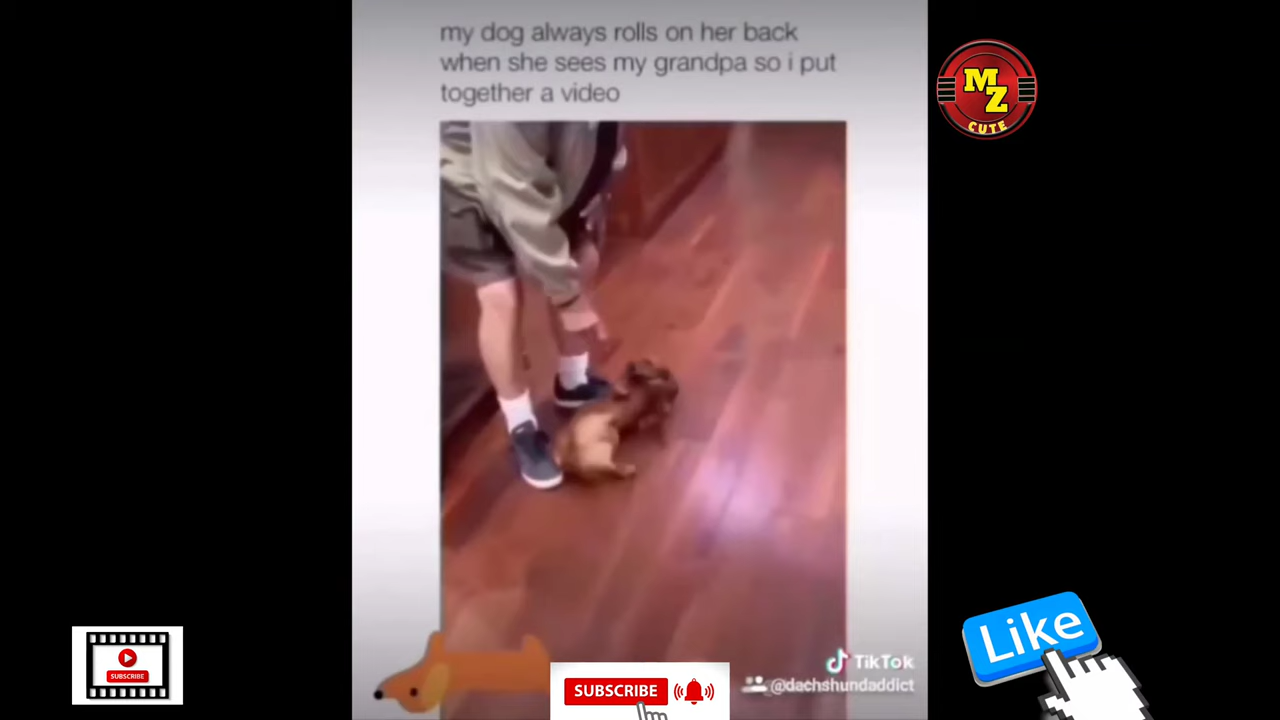 my dog always rolls on her back
when she sees my grandpa so i put
together a video
MZ
CUTE
Like
SUBSCRIBE
TikTok
@dachshundaddict
SUBSCRIBE